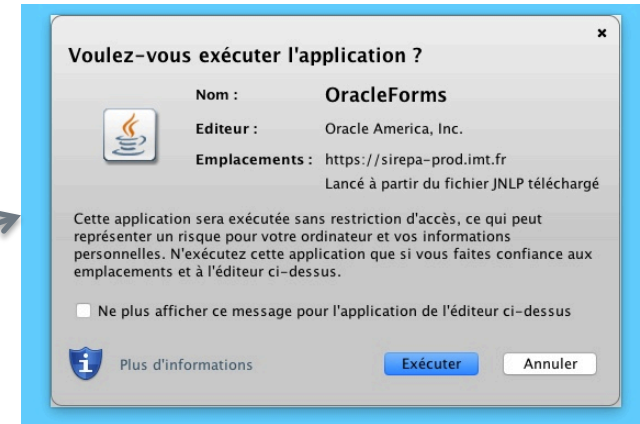 Voulez-vous exécuter l'application ?
Nom : OracleForms
Editeur : Oracle America, Inc.
Emplacements : https://sirepa-prod.imt.fr
Lancé à partir du fichier JNLP téléchargé
Cette application sera exécutée sans restriction d'accès, ce qui peut
représenter un risque pour votre ordinateur et vos informations
personnelles. N'exécutez cette application que si vous faites confiance aux
emplacements et à l'éditeur ci-dessus.
Ne plus afficher ce message pour l'application de l'éditeur ci-dessus
Plus d'informations Exécuter Annuler